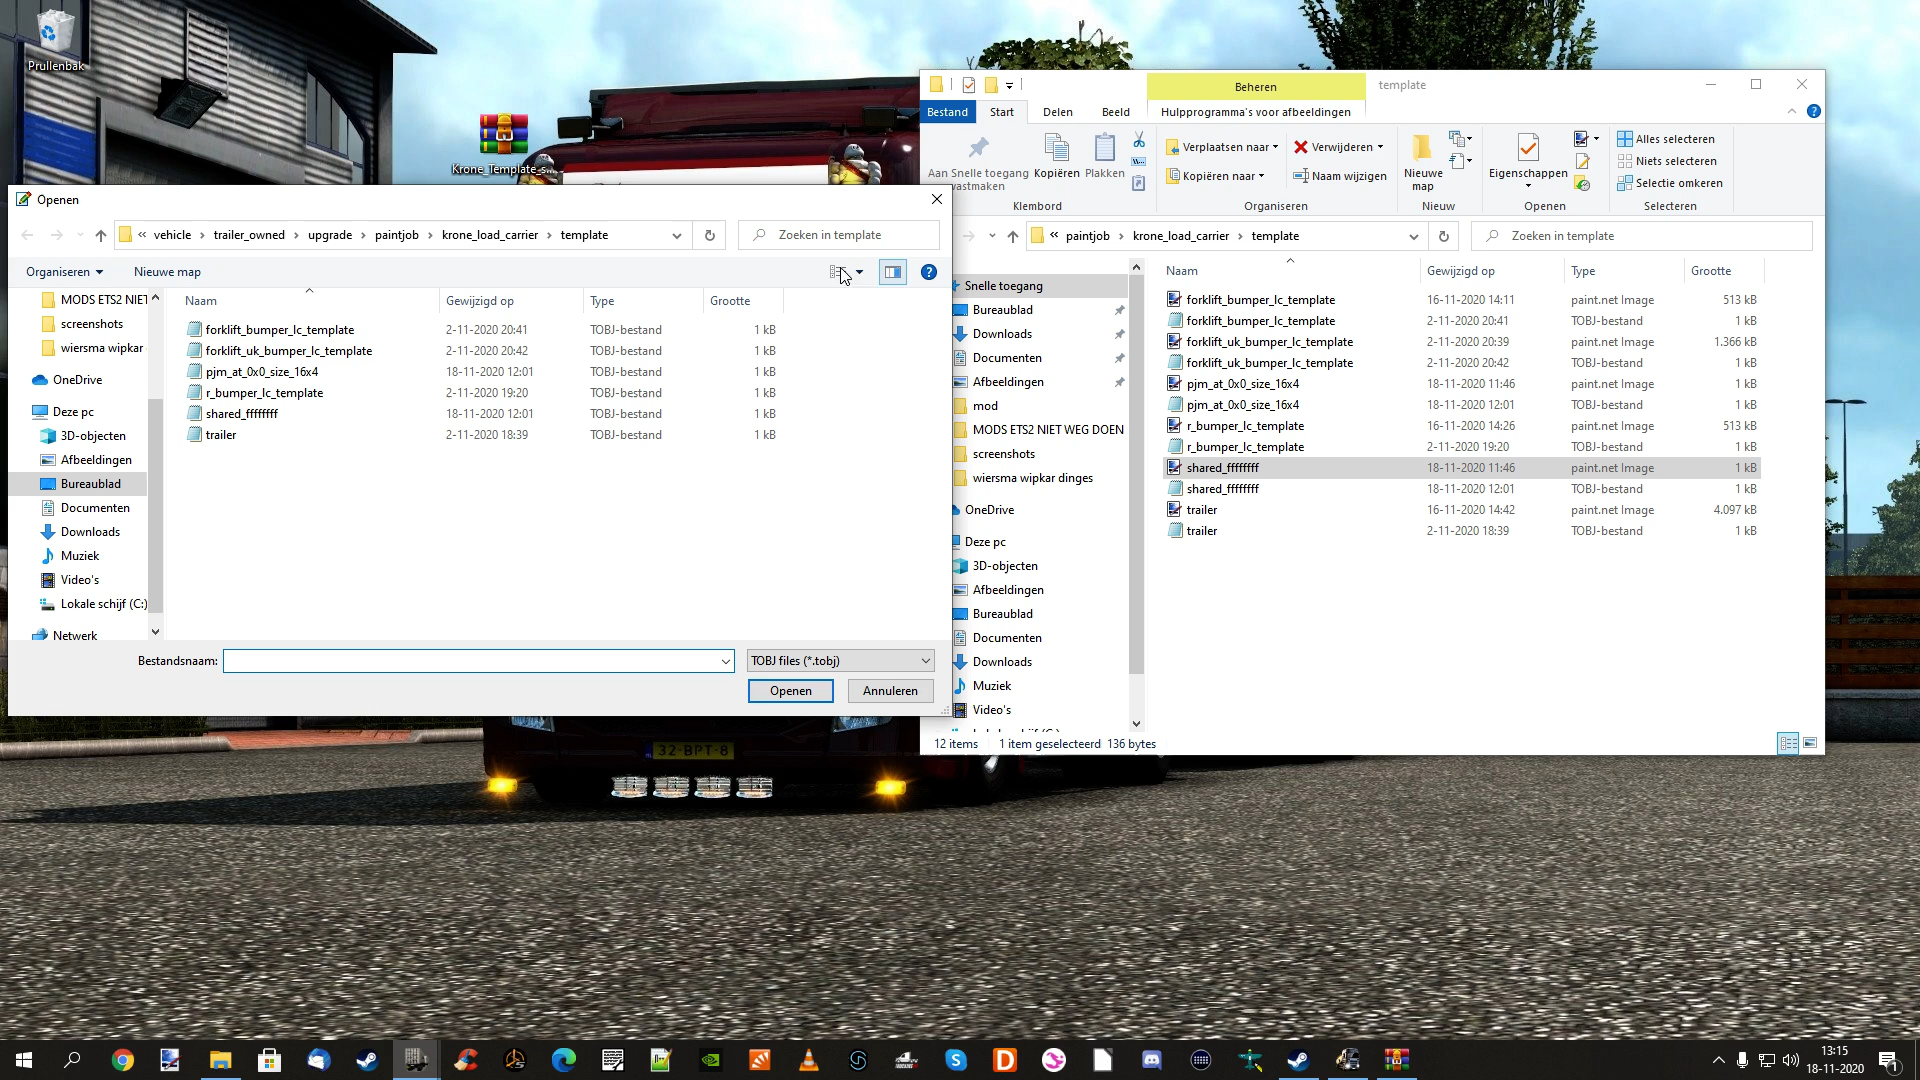 Prullenbak
Krone_Template_s...
Openen
vehicle
trailer_owned
upgrade
paintjob
krone_load_carrier
template
Zoeken in template
Organiseren
Nieuwe map
MODS ETS2 NIET
screenshots
wiersma wipkar
OneDrive
Deze pc
3D-objecten
Afbeeldingen
Bureaublad
Documenten
Downloads
Muziek
Video's
Lokale schijf (C:)
Netwerk
Naam Gewijzigd op Type Grootte
forklift_bumper_lc_template 2-11-2020 20:41 TOBJ-bestand 1 kB
forklift_uk_bumper_lc_template 2-11-2020 20:42 TOBJ-bestand 1 kB
pjm_at_0x0_size_16x4 18-11-2020 12:01 TOBJ-bestand 1 kB
r_bumper_lc_template 2-11-2020 19:20 TOBJ-bestand 1 kB
shared_ffffffff 18-11-2020 12:01 TOBJ-bestand 1 kB
trailer 2-11-2020 18:39 TOBJ-bestand 1 kB
Bestandsnaam:
TOBJ files (*.tobj)
Openen
Annuleren
Beheren
template
Bestand
Start
Delen
Beeld
Hulpprogramma's voor afbeeldingen
Aan Snelle toegang
vastmaken
Kopiëren
Plakken
Klembord
Verplaatsen naar
Kopiëren naar
Verwijderen
Naam wijzigen
Organiseren
Nieuwe
map
Nieuw
Eigenschappen
Openen
Alles selecteren
Niets selecteren
Selectie omkeren
Selecteren
paintjob
krone_load_carrier
template
Zoeken in template
Snelle toegang
Bureaublad
Downloads
Documenten
Afbeeldingen
mod
MODS ETS2 NIET WEG DOEN
screenshots
wiersma wipkar dinges
OneDrive
Deze pc
3D-objecten
Afbeeldingen
Bureaublad
Documenten
Downloads
Muziek
Video's
Naam Gewijzigd op Type Grootte
forklift_bumper_lc_template 16-11-2020 14:11 paint.net Image 513 kB
forklift_bumper_lc_template 2-11-2020 20:41 TOBJ-bestand 1 kB
forklift_uk_bumper_lc_template 2-11-2020 20:39 paint.net Image 1.366 kB
forklift_uk_bumper_lc_template 2-11-2020 20:42 TOBJ-bestand 1 kB
pjm_at_0x0_size_16x4 18-11-2020 11:46 paint.net Image 1 kB
pjm_at_0x0_size_16x4 18-11-2020 12:01 TOBJ-bestand 1 kB
r_bumper_lc_template 16-11-2020 14:26 paint.net Image 513 kB
r_bumper_lc_template 2-11-2020 19:20 TOBJ-bestand 1 kB
shared_ffffffff 18-11-2020 11:46 paint.net Image 1 kB
shared_ffffffff 18-11-2020 12:01 TOBJ-bestand 1 kB
trailer 16-11-2020 14:42 paint.net Image 4.097 kB
trailer 2-11-2020 18:39 TOBJ-bestand 1 kB
12 items 1 item geselecteerd 136 bytes
32-BPT-8
13:15
18-11-2020
1